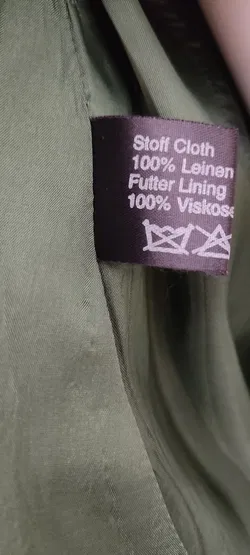 Stoff Cloth
100% Leinen
Futter Lining
100% Viskose